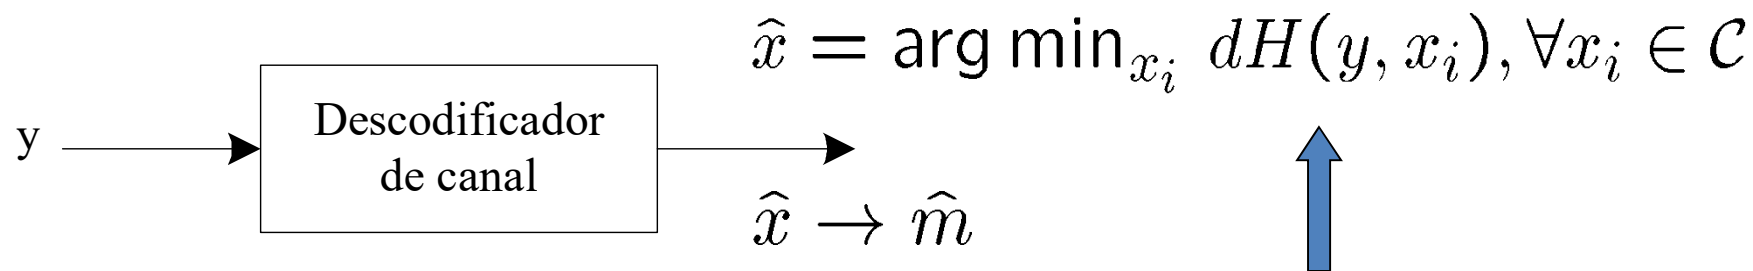 x̂ = arg min_{x_i} dH(y, x_i), ∀x_i ∈ 𝒞
y
Descodificador
de canal
x̂ → m̂